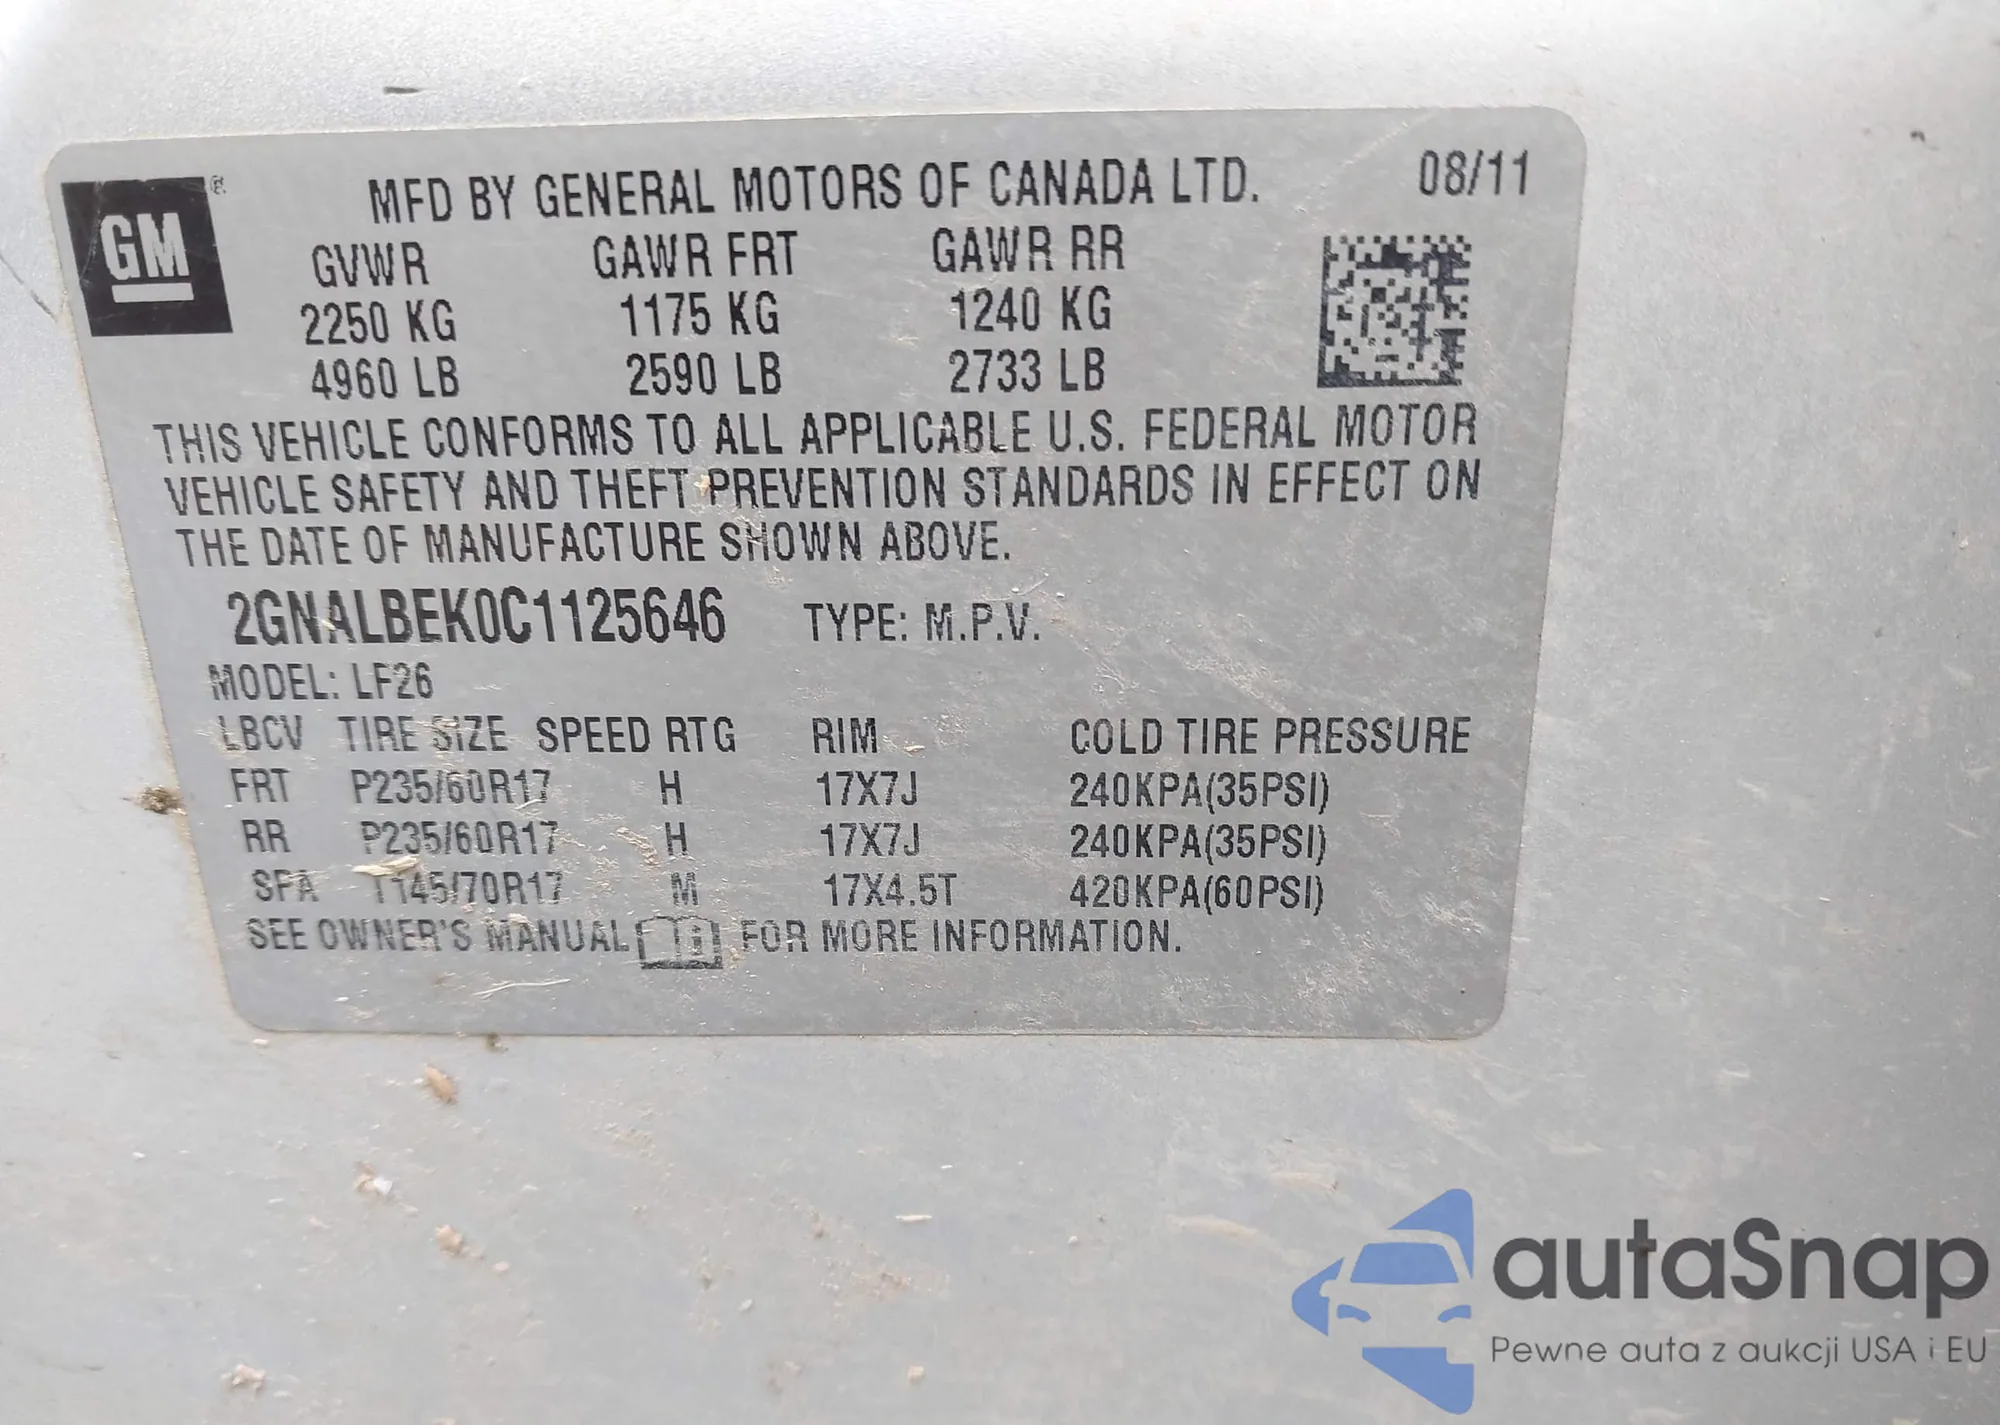 GM ®
MFD BY GENERAL MOTORS OF CANADA LTD. 08/11
GVWR GAWR FRT GAWR RR
2250 KG 1175 KG 1240 KG
4960 LB 2590 LB 2733 LB
THIS VEHICLE CONFORMS TO ALL APPLICABLE U.S. FEDERAL MOTOR
VEHICLE SAFETY AND THEFT PREVENTION STANDARDS IN EFFECT ON
THE DATE OF MANUFACTURE SHOWN ABOVE.
2GNALBEK0C1125646 TYPE: M.P.V.
MODEL: LF26
LBCV TIRE SIZE SPEED RTG RIM COLD TIRE PRESSURE
FRT P235/60R17 H 17X7J 240KPA(35PSI)
RR P235/60R17 H 17X7J 240KPA(35PSI)
SPA T145/70R17 M 17X4.5T 420KPA(60PSI)
SEE OWNER'S MANUAL FOR MORE INFORMATION.
autaSnap
Pewne auta z aukcji USA i EU